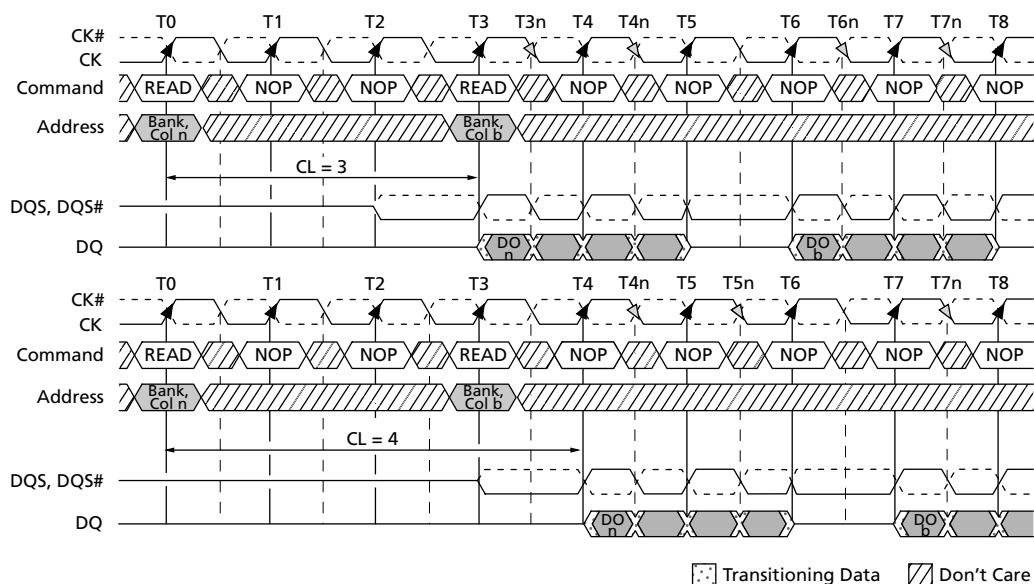 T0 T1 T2 T3 T3n T4 T4n T5 T6 T6n T7 T7n T8
CK#
CK
Command READ NOP NOP READ NOP NOP NOP NOP NOP
Address Bank, Col n Bank, Col b
CL = 3
DQS, DQS#
DQ DO n DO b
T0 T1 T2 T3 T4 T4n T5 T5n T6 T7 T7n T8
CK#
CK
Command READ NOP NOP READ NOP NOP NOP NOP NOP
Address Bank, Col n Bank, Col b
CL = 4
DQS, DQS#
DQ DO n DO b
Transitioning Data Don't Care